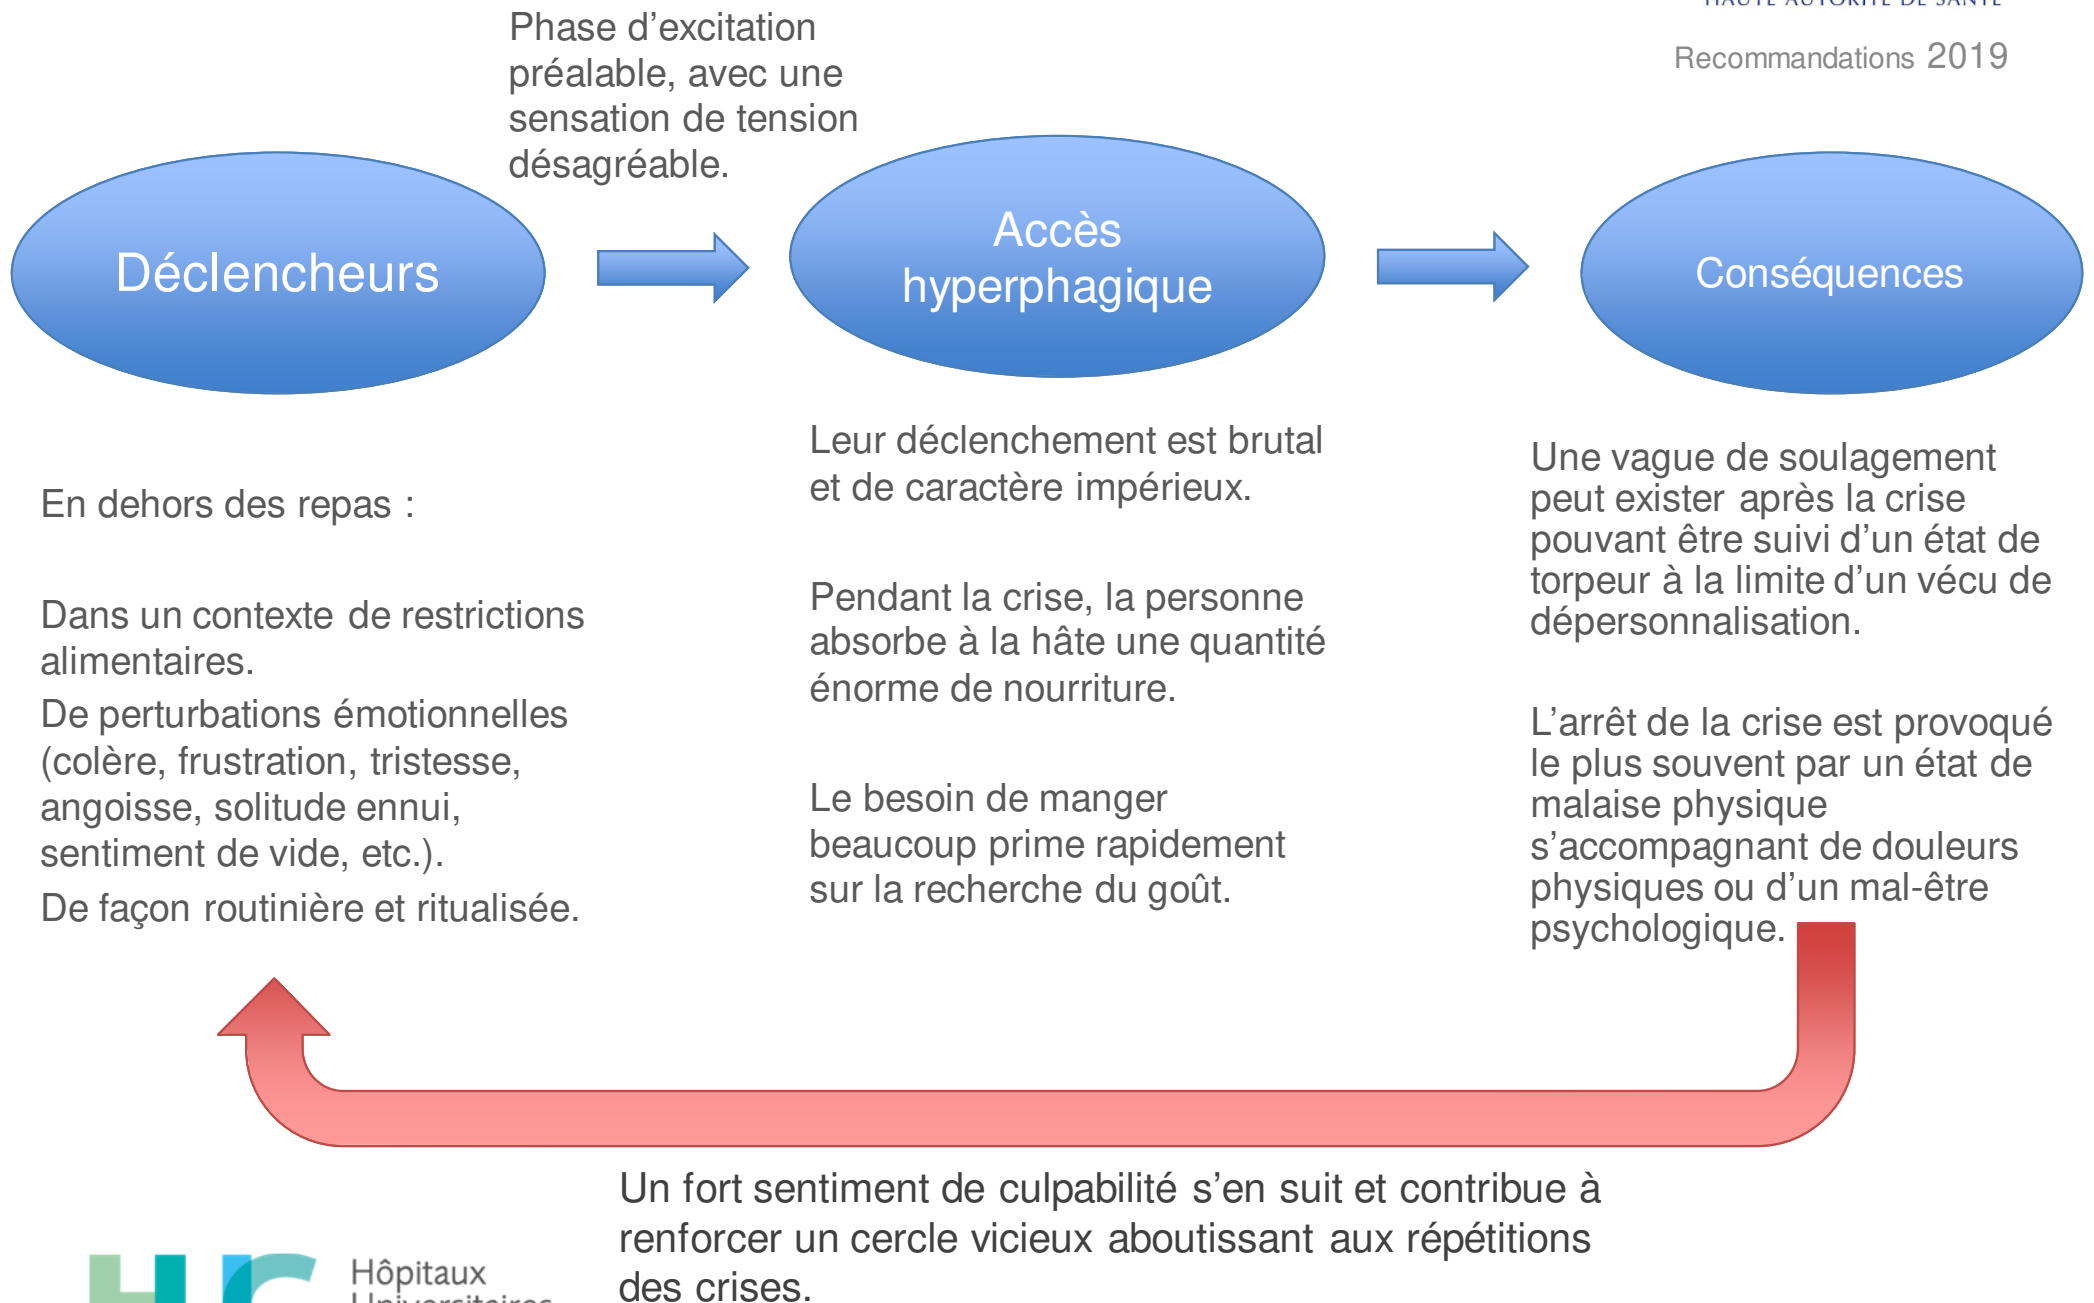 HAUTE AUTORITÉ DE SANTÉ
Recommandations 2019
Phase d’excitation
préalable, avec une
sensation de tension
désagréable.
Déclencheurs
Accès
hyperphagique
Conséquences
En dehors des repas :
Dans un contexte de restrictions
alimentaires.
De perturbations émotionnelles
(colère, frustration, tristesse,
angoisse, solitude ennui,
sentiment de vide, etc.).
De façon routinière et ritualisée.
Leur déclenchement est brutal
et de caractère impérieux.
Pendant la crise, la personne
absorbe à la hâte une quantité
énorme de nourriture.
Le besoin de manger
beaucoup prime rapidement
sur la recherche du goût.
Une vague de soulagement
peut exister après la crise
pouvant être suivi d’un état de
torpeur à la limite d’un vécu de
dépersonnalisation.
L’arrêt de la crise est provoqué
le plus souvent par un état de
malaise physique
s’accompagnant de douleurs
physiques ou d’un mal-être
psychologique.
Un fort sentiment de culpabilité s’en suit et contribue à
renforcer un cercle vicieux aboutissant aux répétitions
des crises.
Hôpitaux
Universitaires